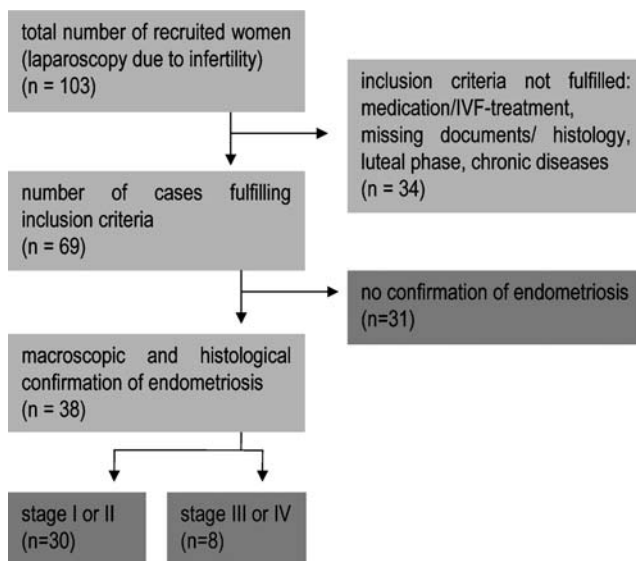 total number of recruited women
(laparoscopy due to infertility)
(n = 103)
inclusion criteria not fulfilled:
medication/IVF-treatment,
missing documents/ histology,
luteal phase, chronic diseases
(n = 34)
number of cases fulfilling
inclusion criteria
(n = 69)
no confirmation of endometriosis
(n=31)
macroscopic and histological
confirmation of endometriosis
(n = 38)
stage I or II
(n=30)
stage III or IV
(n=8)